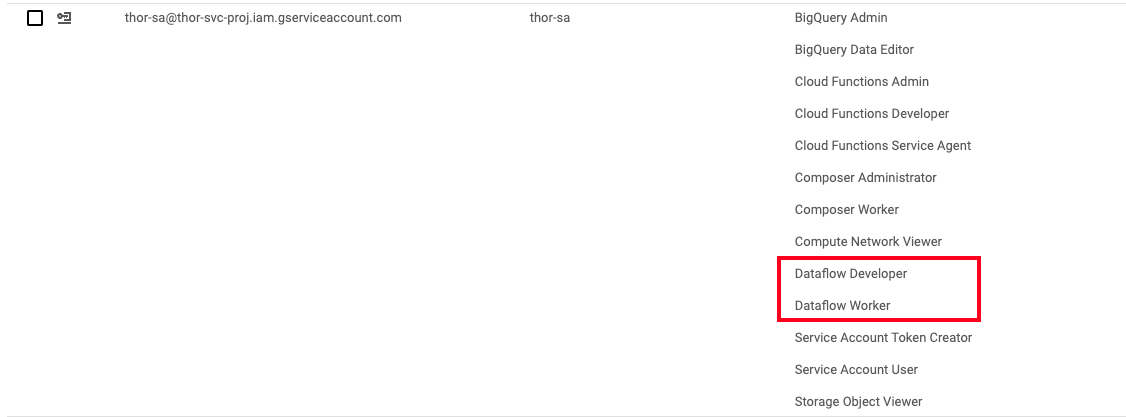 thor-sa@thor-svc-proj.iam.gserviceaccount.com thor-sa BigQuery Admin
BigQuery Data Editor
Cloud Functions Admin
Cloud Functions Developer
Cloud Functions Service Agent
Composer Administrator
Composer Worker
Compute Network Viewer
Dataflow Developer
Dataflow Worker
Service Account Token Creator
Service Account User
Storage Object Viewer